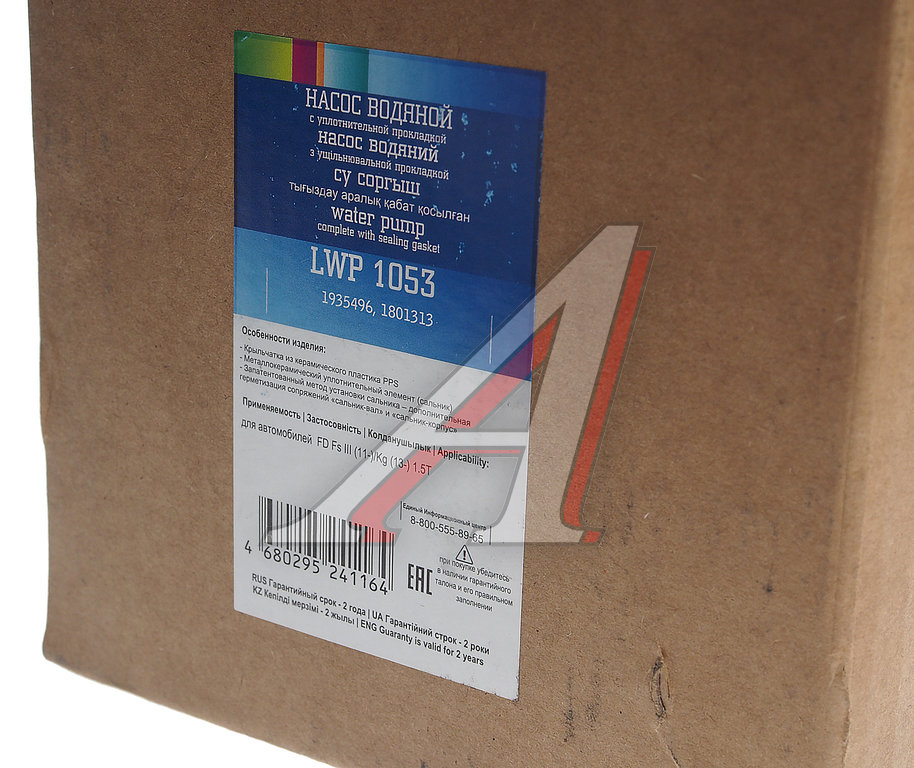 НАСОС ВОДЯНОЙ
с уплотнительной прокладкой
насос водяний
з ущільнювальной прокладкой
су соргыш
тығыздау аралық қабат қосылған
water pump
complete with sealing gasket
LWP 1053
1935496, 1801313
Особенности изделия:
- Крыльчатка из керамического пластика PPS
- Металлокерамический уплотнительный элемент (сальник)
- Запатентованный метод установки сальника – дополнительная
герметизация сопряжений «сальник-вал» и «сальник-корпус»
Применяемость | Застосовність | Колданушылык | Applicability:
для автомобилей FD Fs III (11-)/Kg (13-) 1.5T
Единый Информационный центр
8-800-555-89-65
4 680295 241164
EAC
при покупке убедитесь
в наличии гарантийного
талона и его правильном
заполнении
RUS Гарантийный срок - 2 года | UA Гарантійний строк - 2 роки
KZ Кепілді мерзімі - 2 жылы | ENG Guaranty is valid for 2 years